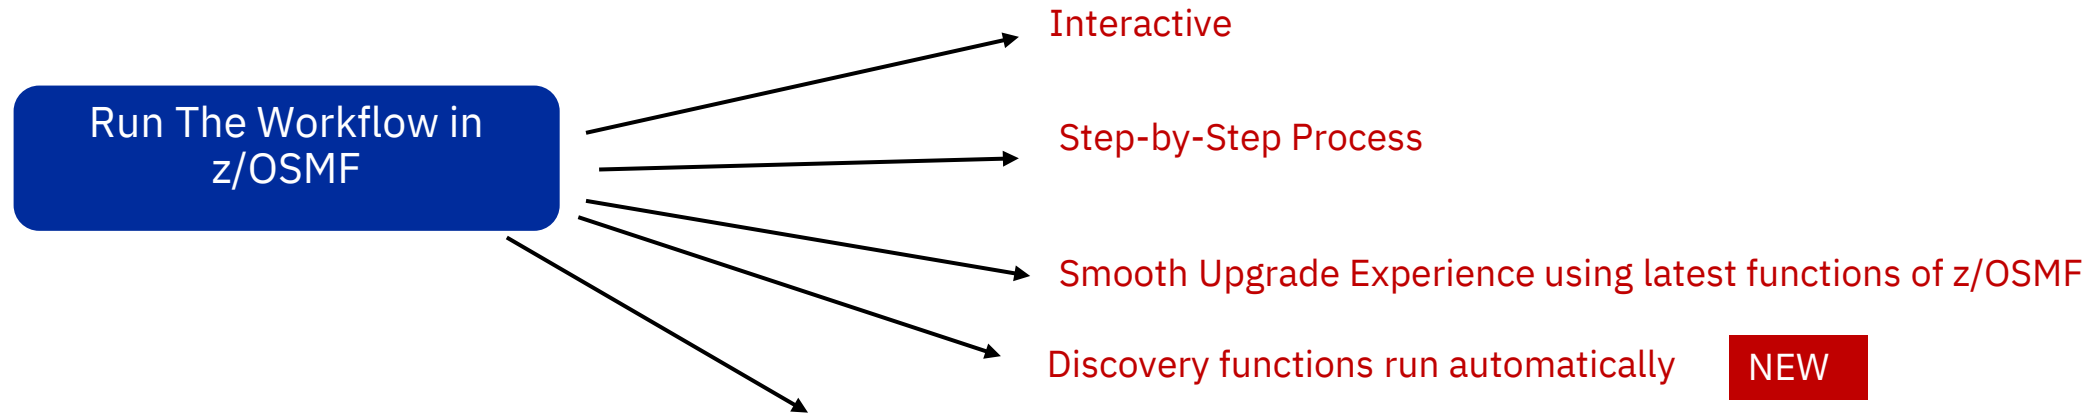 Interactive
Run The Workflow in
z/OSMF
Step-by-Step Process
Smooth Upgrade Experience using latest functions of z/OSMF
Discovery functions run automatically
NEW